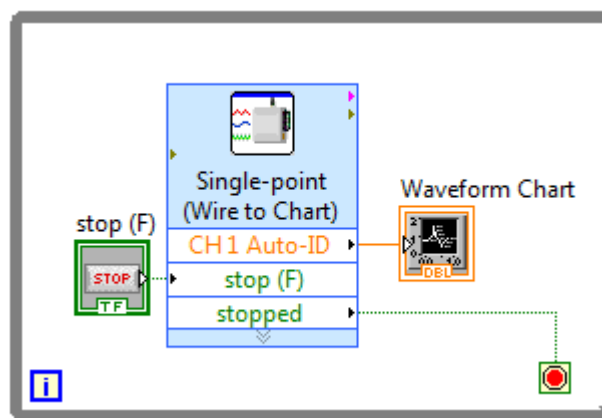 Single-point
(Wire to Chart)
Waveform Chart
stop (F)
CH 1 Auto-ID
DBL
STOP
stop (F)
TF
stopped
i